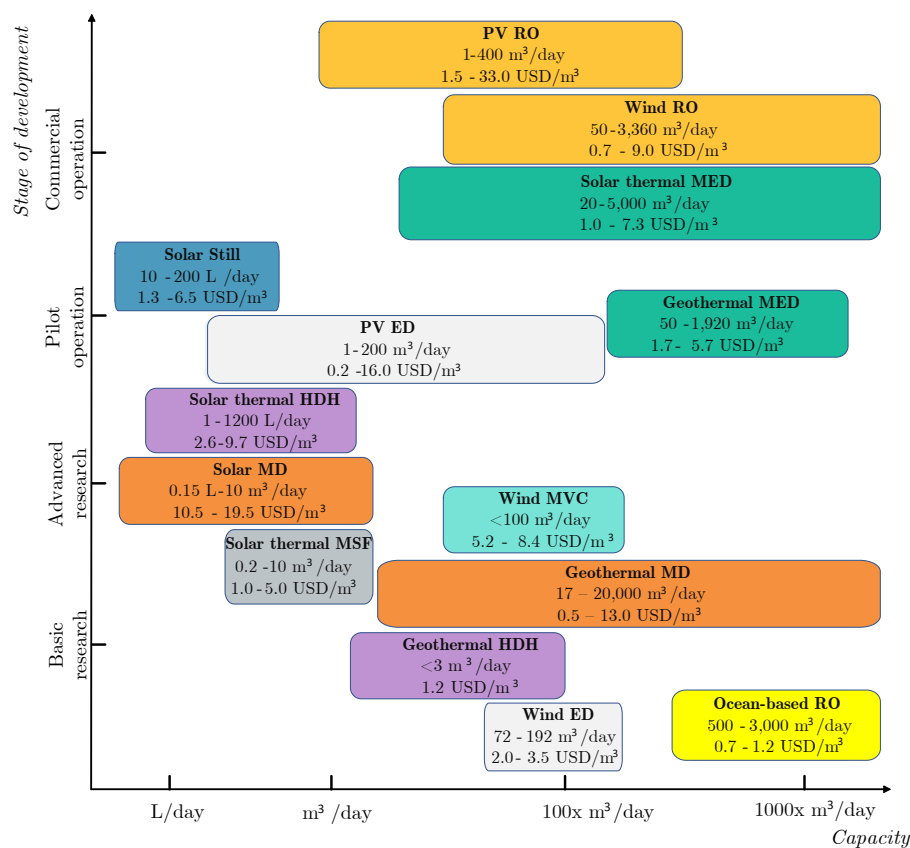 Stage of development
Commercial
operation
Pilot
operation
Advanced
research
Basic
research
PV RO
1-400 m³/day
1.5 - 33.0 USD/m³
Wind RO
50-3,360 m³/day
0.7 - 9.0 USD/m³
Solar thermal MED
20-5,000 m³/day
1.0 - 7.3 USD/m³
Solar Still
10 -200 L /day
1.3 -6.5 USD/m³
Geothermal MED
50 -1,920 m³/day
1.7- 5.7 USD/m³
PV ED
1-200 m³/day
0.2 -16.0 USD/m³
Solar thermal HDH
1 -1200 L/day
2.6-9.7 USD/m³
Solar MD
0.15 L-10 m³/day
10.5 - 19.5 USD/m³
Wind MVC
<100 m³/day
5.2 - 8.4 USD/m³
Solar thermal MSF
0.2 -10 m³/day
1.0-5.0 USD/m³
Geothermal MD
17 – 20,000 m³/day
0.5 – 13.0 USD/m³
Geothermal HDH
<3 m³/day
1.2 USD/m³
Wind ED
72 -192 m³/day
2.0- 3.5 USD/m³
Ocean-based RO
500 -3,000 m³/day
0.7 -1.2 USD/m³
L/day
m³/day
100x m³/day
1000x m³/day
Capacity